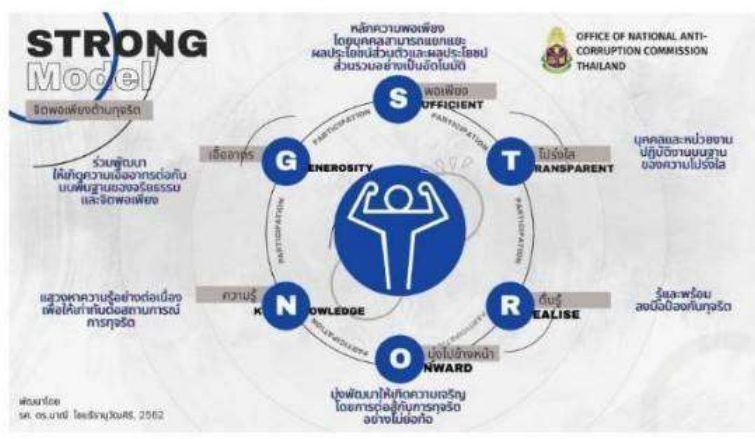 STRONG
Model
จิตพอเพียงต้านทุจริต
หลักความพอเพียง
โดยบุคคลสามารถแยกแยะ
ผลประโยชน์ส่วนตัวและผลประโยชน์
ส่วนรวมอย่างเป็นอัตโนมัติ
OFFICE OF NATIONAL ANTI-
CORRUPTION COMMISSION
THAILAND
S
พอเพียง
UFFICIENT
PARTICIPATION
PARTICIPATION
เอื้ออาทร
G
ENEROSITY
ร่วมพัฒนา
ให้เกิดความเอื้ออาทรต่อกัน
บนพื้นฐานของจริยธรรม
และจิตพอเพียง
T
โปร่งใส
RANSPARENT
บุคคลและหน่วยงาน
ปฏิบัติงานบนฐาน
ของความโปร่งใส
PARTICIPATION
PARTICIPATION
แสวงหาความรู้อย่างต่อเนื่อง
เพื่อให้เท่าทันต่อสถานการณ์
การทุจริต
ความรู้
K
N
OWLEDGE
R
ตื่นรู้
EALISE
รู้และพร้อม
ลงมือป้องกันทุจริต
PARTICIPATION
PARTICIPATION
O
มุ่งไปข้างหน้า
NWARD
มุ่งพัฒนาให้เกิดความเจริญ
โดยการต่อสู้กับการทุจริต
อย่างไม่ย่อท้อ
พัฒนาโดย
รศ. ดร.มาณี ไชยธีรานุวัฒศิริ, 2562